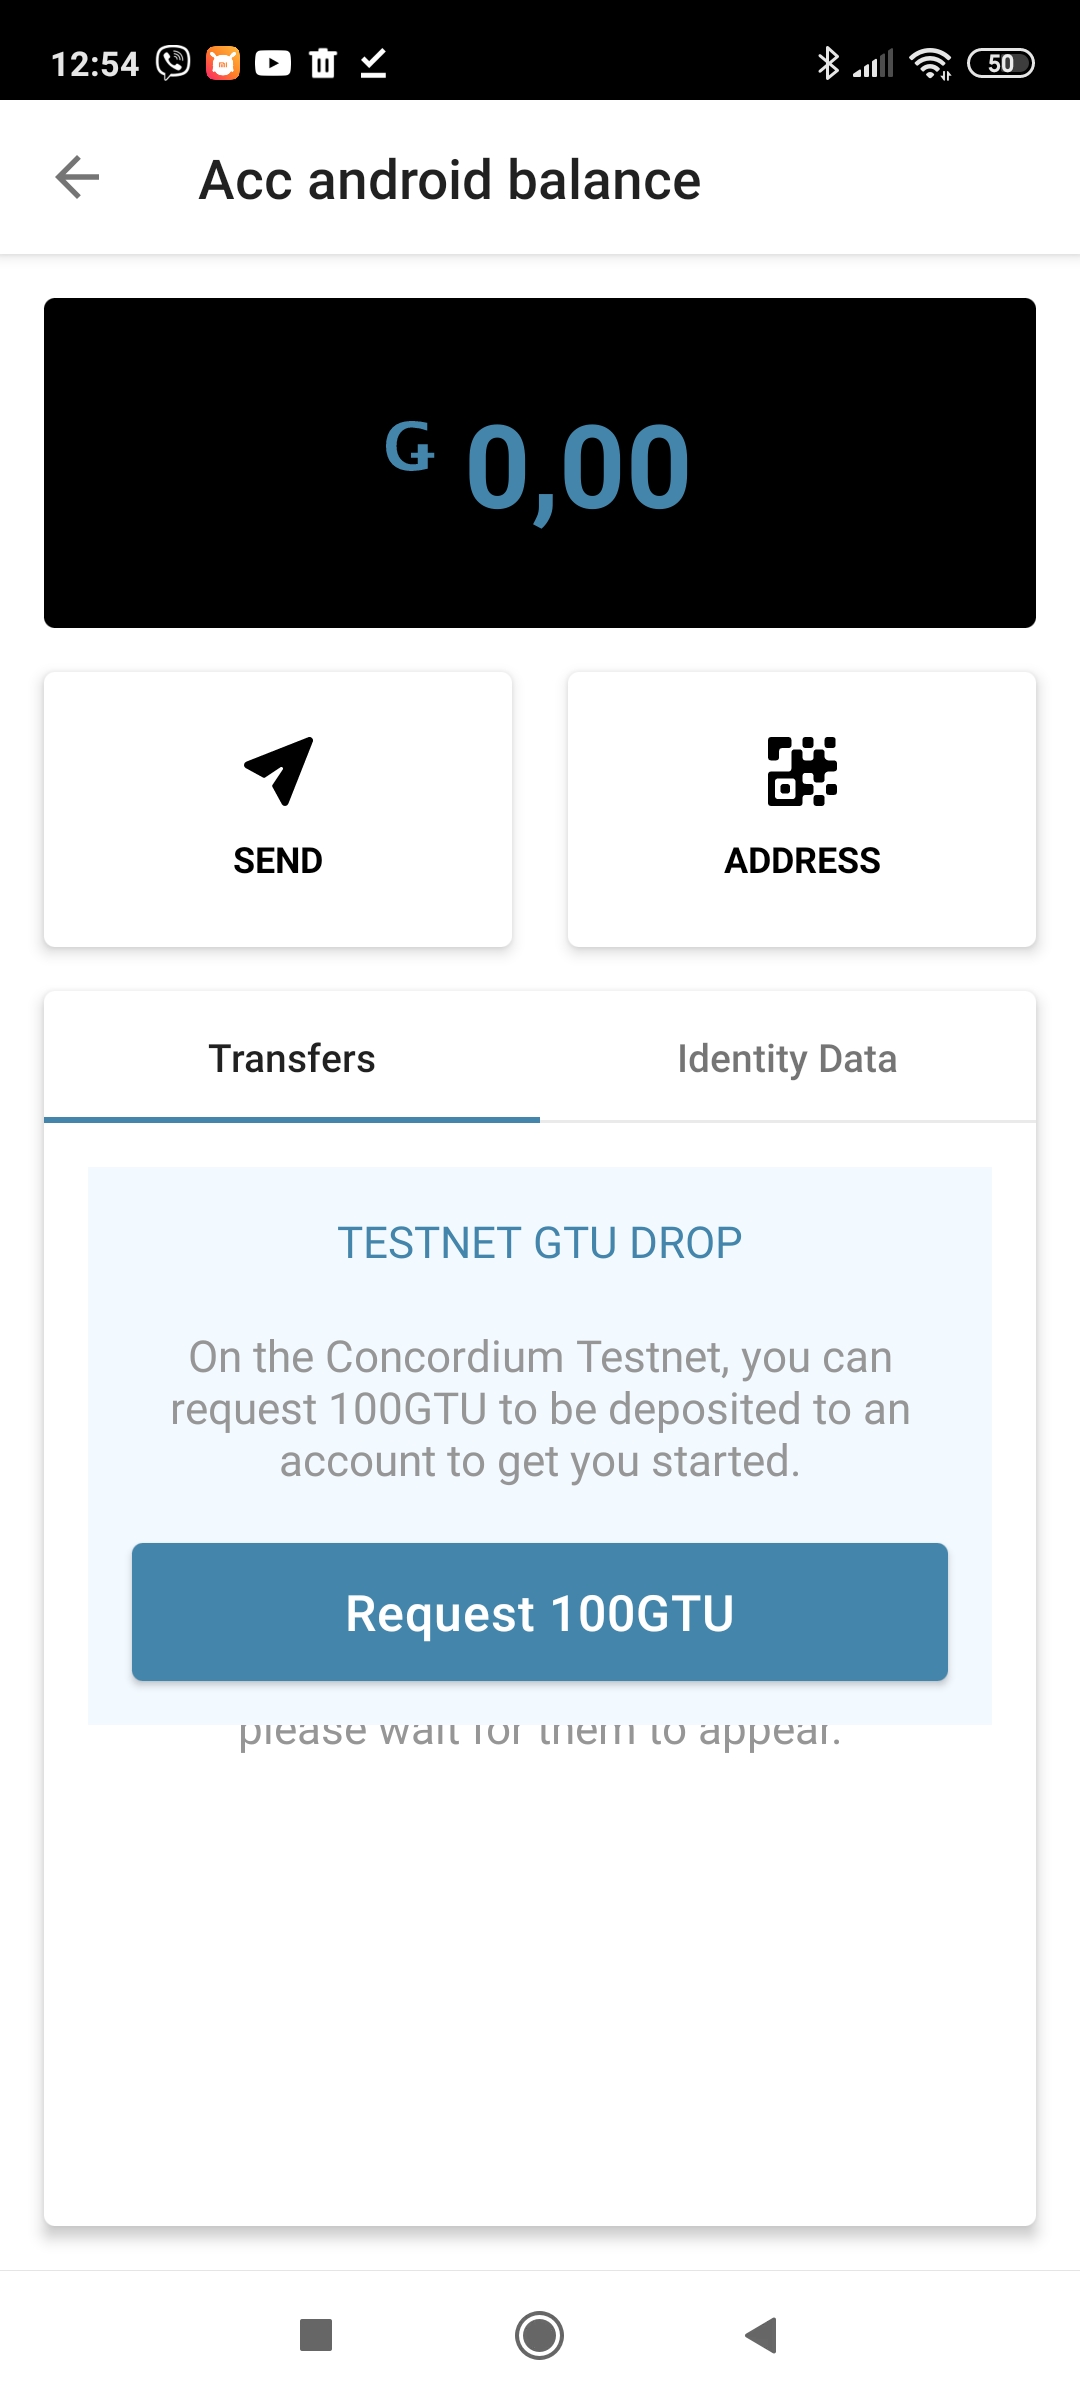 12:54
50
Acc android balance
G 0,00
SEND
ADDRESS
Transfers
Identity Data
TESTNET GTU DROP
On the Concordium Testnet, you can
request 100GTU to be deposited to an
account to get you started.
Request 100GTU
please wait for them to appear.